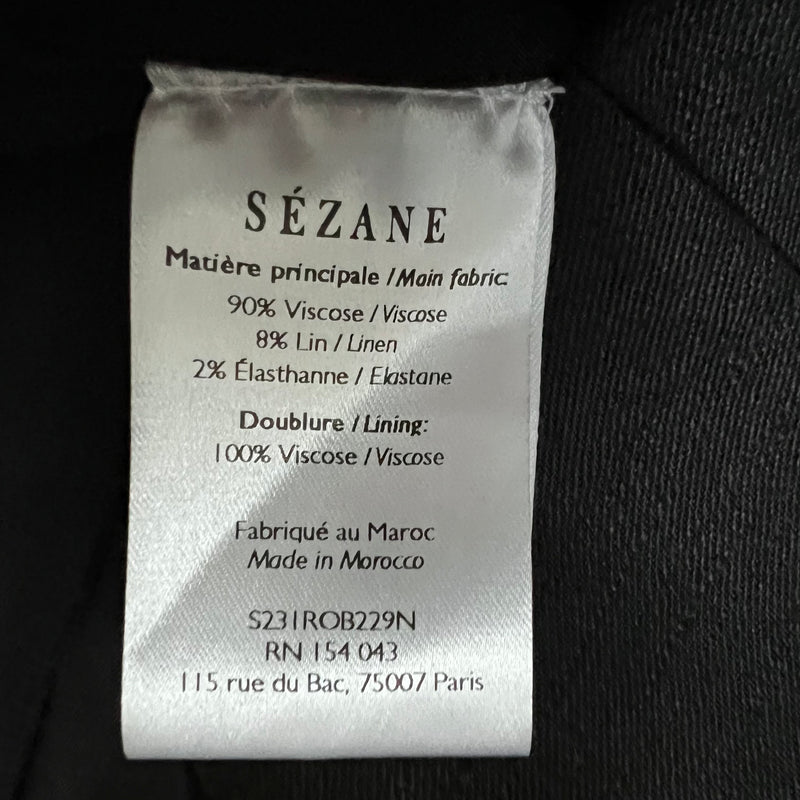 SÉZANE
Matière principale / Main fabric
90% Viscose / Viscose
8% Lin / Linen
2% Élasthanne / Elastane
Doublure / Lining:
100% Viscose / Viscose
Fabriqué au Maroc
Made in Morocco
S231ROB229N
RN 154 043
115 rue du Bac, 75007 Paris